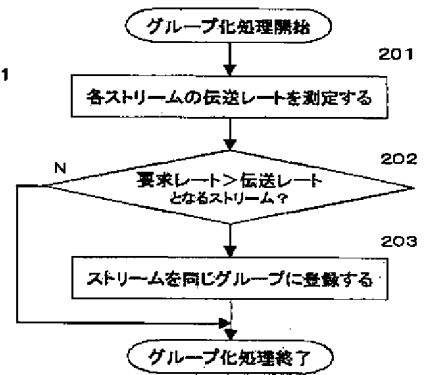 グループ化処理開始
201
1
各ストリームの伝送レートを測定する
202
N
要求レート＞伝送レート
となるストリーム？
203
ストリームを同じグループに登録する
グループ化処理終了